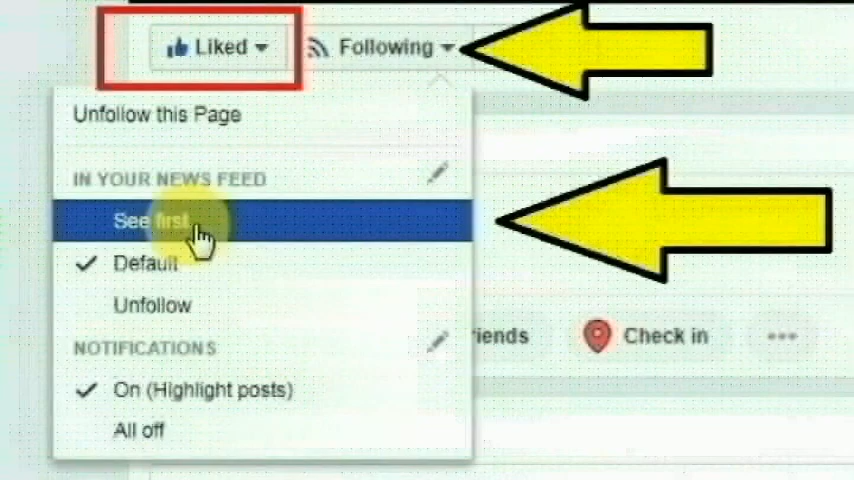 Liked Following
Unfollow this Page
IN YOUR NEWS FEED
See first
Default
Unfollow
riends Check in
NOTIFICATIONS
On (Highlight posts)
All off